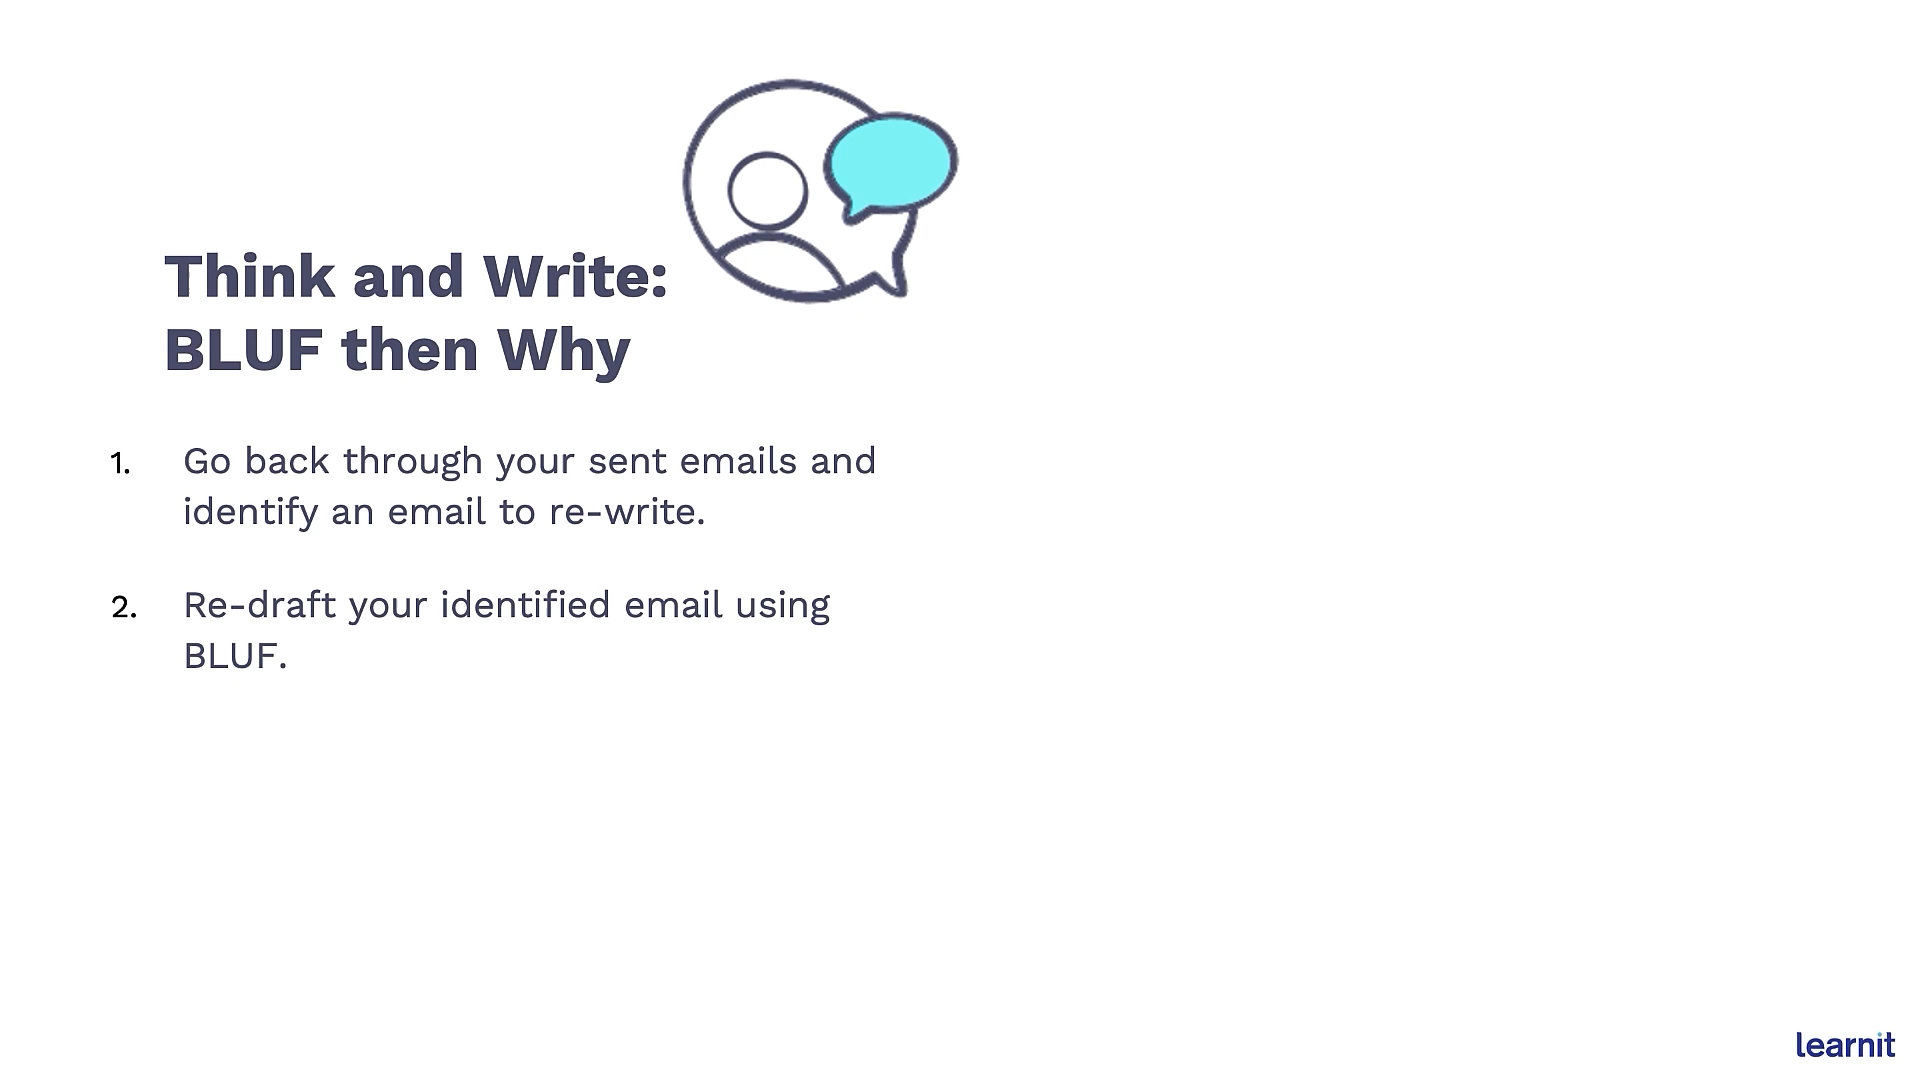 Think and Write:
BLUF then Why
1. Go back through your sent emails and
identify an email to re-write.
2. Re-draft your identified email using
BLUF.
learnit